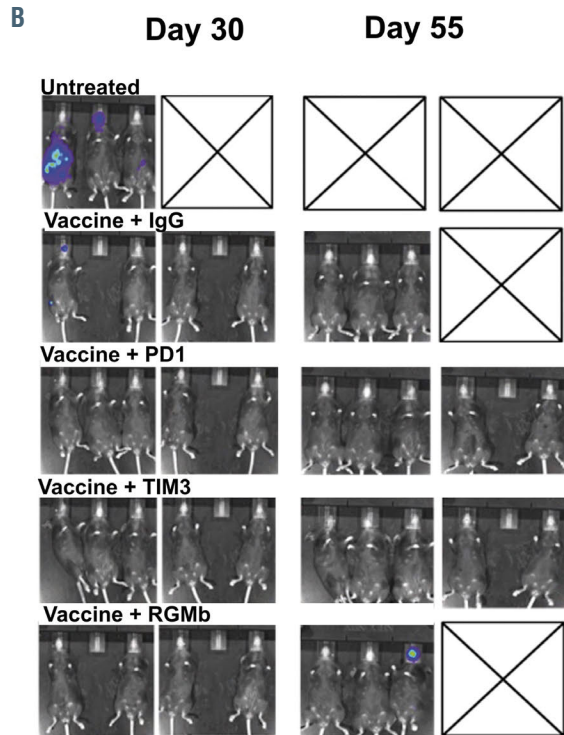 B
Day 30 Day 55
Untreated
Vaccine + IgG
Vaccine + PD1
Vaccine + TIM3
Vaccine + RGMb